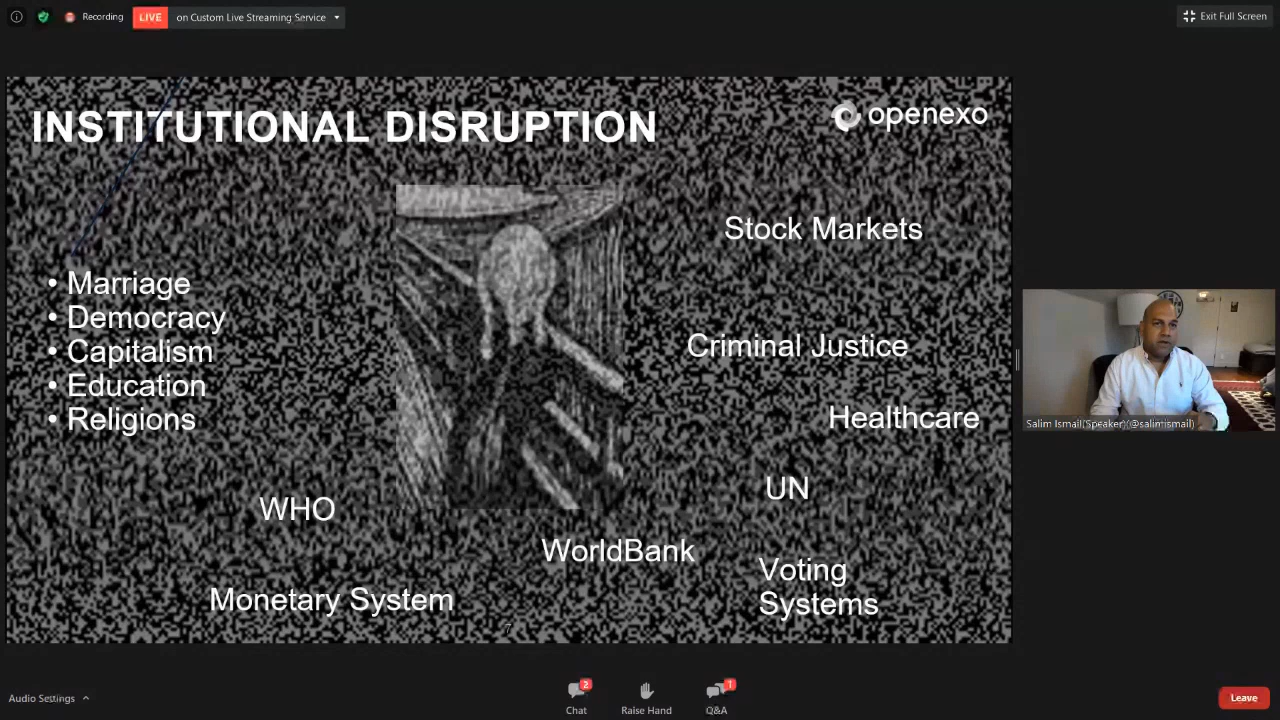 Recording
LIVE
on Custom Live Streaming Service
Exit Full Screen
INSTITUTIONAL DISRUPTION
openexo
Stock Markets
• Marriage
• Democracy
• Capitalism
• Education
• Religions
Criminal Justice
Healthcare
Salim Ismail(Speaker)(@salimismail)
WHO
UN
WorldBank
Voting
Systems
Monetary System
7
Audio Settings
2
Chat
Raise Hand
1
Q&A
Leave